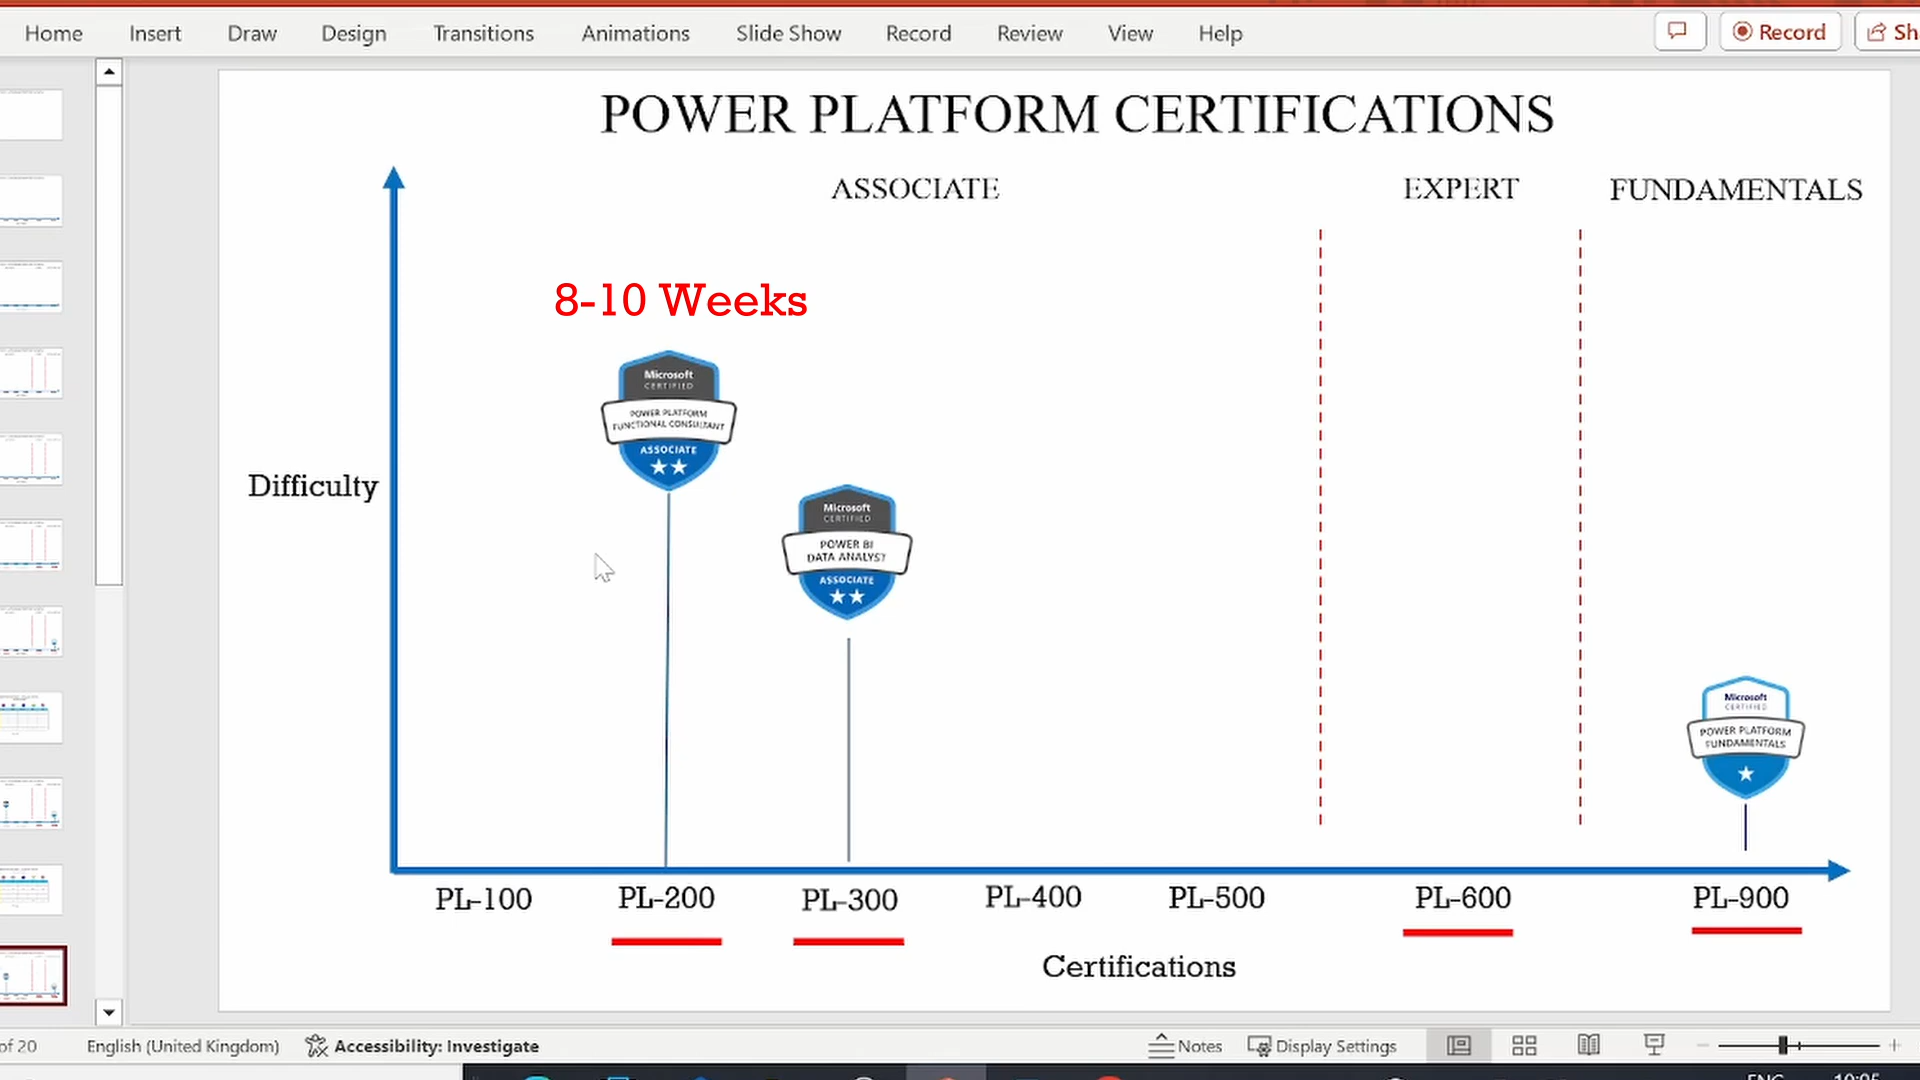 Home Insert Draw Design Transitions Animations Slide Show Record Review View Help Record Sh
POWER PLATFORM CERTIFICATIONS
ASSOCIATE EXPERT FUNDAMENTALS
8-10 Weeks
Microsoft
CERTIFIED
POWER PLATFORM
FUNCTIONAL CONSULTANT
ASSOCIATE
Difficulty
Microsoft
CERTIFIED
POWER BI
DATA ANALYST
ASSOCIATE
Microsoft
CERTIFIED
POWER PLATFORM
FUNDAMENTALS
PL-100 PL-200 PL-300 PL-400 PL-500 PL-600 PL-900
Certifications
of 20 English (United Kingdom) Accessibility: Investigate Notes Display Settings